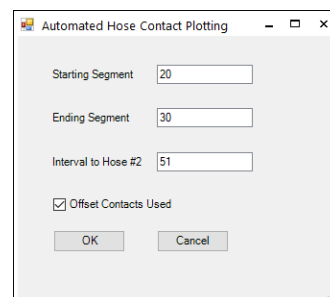 Automated Hose Contact Plotting
Starting Segment 20
Ending Segment 30
Interval to Hose #2 51
Offset Contacts Used
OK Cancel